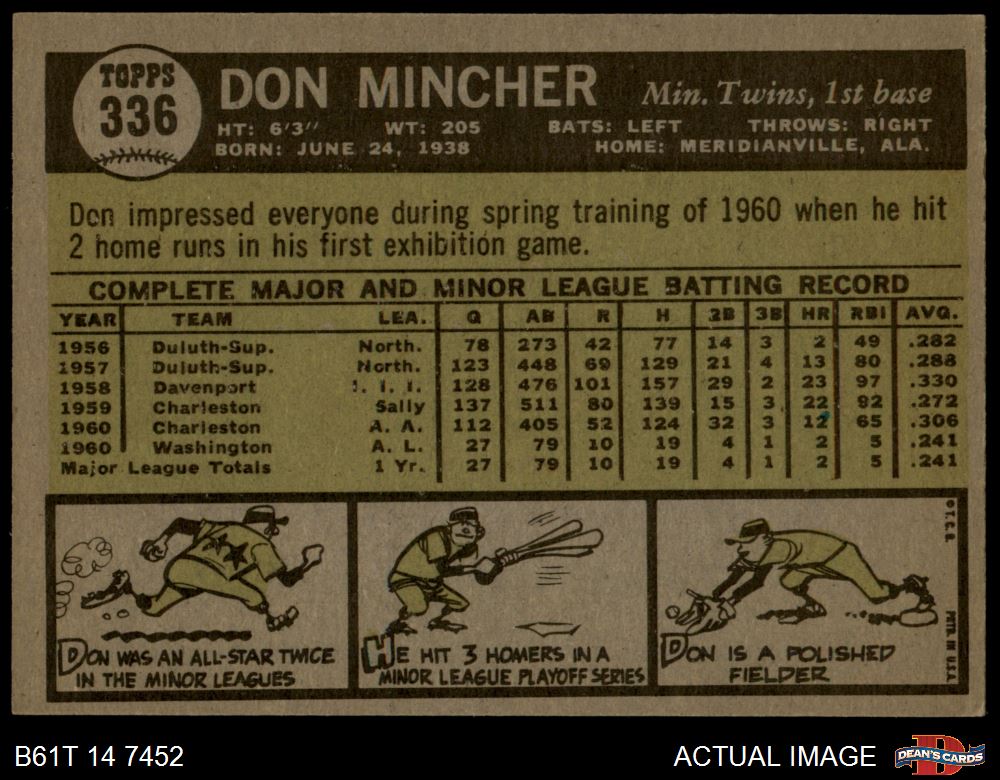 TOPPS
336
DON MINCHER Min. Twins, 1st base
HT: 6'3" WT: 205 BATS: LEFT THROWS: RIGHT
BORN: JUNE 24, 1938 HOME: MERIDIANVILLE, ALA.
Don impressed everyone during spring training of 1960 when he hit
2 home runs in his first exhibition game.
COMPLETE MAJOR AND MINOR LEAGUE BATTING RECORD
YEAR TEAM LEA. G AB R H 2B 3B HR RBI AVG.
1956 Duluth-Sup. North. 78 273 42 77 14 3 2 49 .282
1957 Duluth-Sup. North. 123 448 69 129 21 4 13 80 .288
1958 Davenport I. I. I. 128 476 101 157 29 2 23 97 .330
1959 Charleston Sally 137 511 80 139 15 3 22 92 .272
1960 Charleston A. A. 112 405 52 124 32 3 12 65 .306
1960 Washington A. L. 27 79 10 19 4 1 2 5 .241
Major League Totals 1 Yr. 27 79 10 19 4 1 2 5 .241
DON WAS AN ALL-STAR TWICE
IN THE MINOR LEAGUES
HE HIT 3 HOMERS IN A
MINOR LEAGUE PLAYOFF SERIES
DON IS A POLISHED
FIELDER
© T. C. G.
PRTD. IN U.S.A.
B61T 14 7452
ACTUAL IMAGE
DEAN'S CARDS